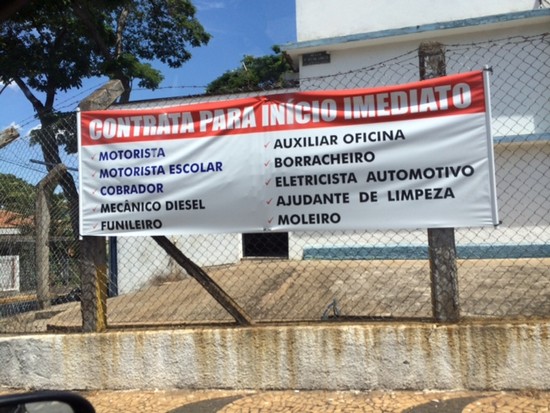 CONTRATA PARA INÍCIO IMEDIATO
MOTORISTA
MOTORISTA ESCOLAR
COBRADOR
MECÂNICO DIESEL
FUNILEIRO
AUXILIAR OFICINA
BORRACHEIRO
ELETRICISTA AUTOMOTIVO
AJUDANTE DE LIMPEZA
MOLEIRO